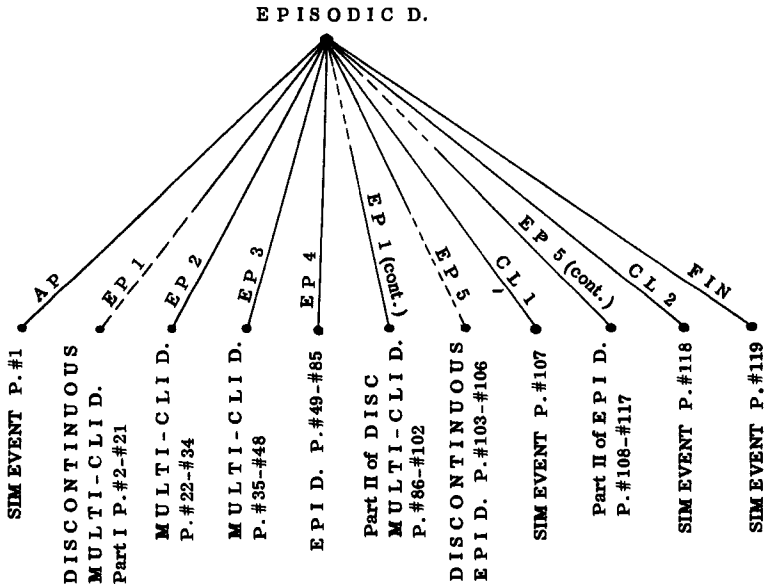 EPISODIC D.
AP
EP 1
EP 2
EP 3
EP 4
EP 1 (cont.)
EP 5
CL 1
EP 5 (cont.)
CL 2
FIN
SIM EVENT P.#1
DISCONTINUOUS
MULTI-CLI D.
Part I P.#2-#21
MULTI-CLI D.
P.#22-#34
MULTI-CLI D.
P.#35-#48
EPI D. P.#49-#85
Part II of DISC
MULTI-CLI D.
P.#86-#102
DISCONTINUOUS
EPI D. P.#103-#106
SIM EVENT P.#107
Part II of EPI D.
P.#108-#117
SIM EVENT P.#118
SIM EVENT P.#119